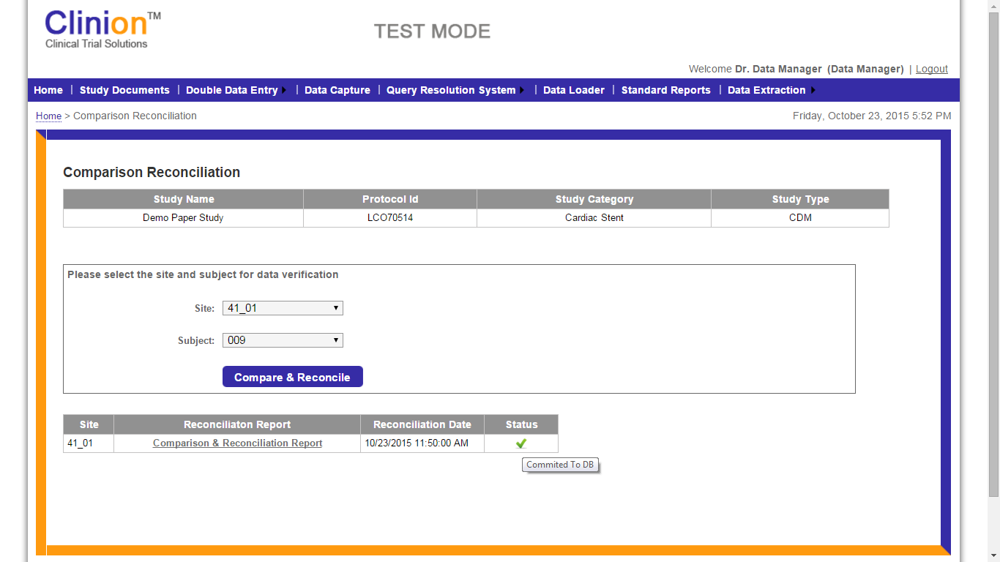 Clinion™
Clinical Trial Solutions
TEST MODE
Welcome Dr. Data Manager (Data Manager) | Logout
Home | Study Documents | Double Data Entry | Data Capture | Query Resolution System | Data Loader | Standard Reports | Data Extraction
Home > Comparison Reconciliation Friday, October 23, 2015 5:52 PM
Comparison Reconciliation
Study Name Protocol Id Study Category Study Type
Demo Paper Study LCO70514 Cardiac Stent CDM
Please select the site and subject for data verification
Site: 41_01
Subject: 009
Compare & Reconcile
Site Reconciliaton Report Reconciliation Date Status
41_01 Comparison & Reconciliation Report 10/23/2015 11:50:00 AM
Commited To DB